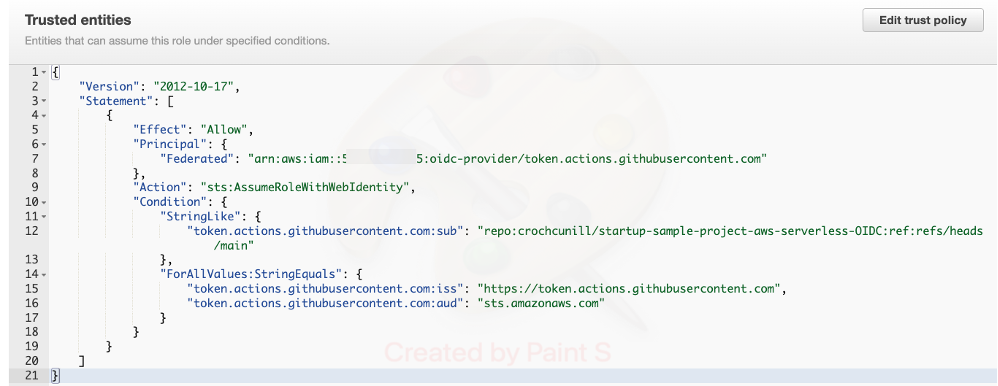 Trusted entities
Edit trust policy
Entities that can assume this role under specified conditions.
1 {
2 "Version": "2012-10-17",
3 "Statement": [
4 {
5 "Effect": "Allow",
6 "Principal": {
7 "Federated": "arn:aws:iam::5 5:oidc-provider/token.actions.githubusercontent.com"
8 },
9 "Action": "sts:AssumeRoleWithWebIdentity",
10 "Condition": {
11 "StringLike": {
12 "token.actions.githubusercontent.com:sub": "repo:crochcunill/startup-sample-project-aws-serverless-OIDC:ref:refs/heads
/main"
13 },
14 "ForAllValues:StringEquals": {
15 "token.actions.githubusercontent.com:iss": "https://token.actions.githubusercontent.com",
16 "token.actions.githubusercontent.com:aud": "sts.amazonaws.com"
17 }
18 }
19 }
20 ]
21 }
Created by Paint S